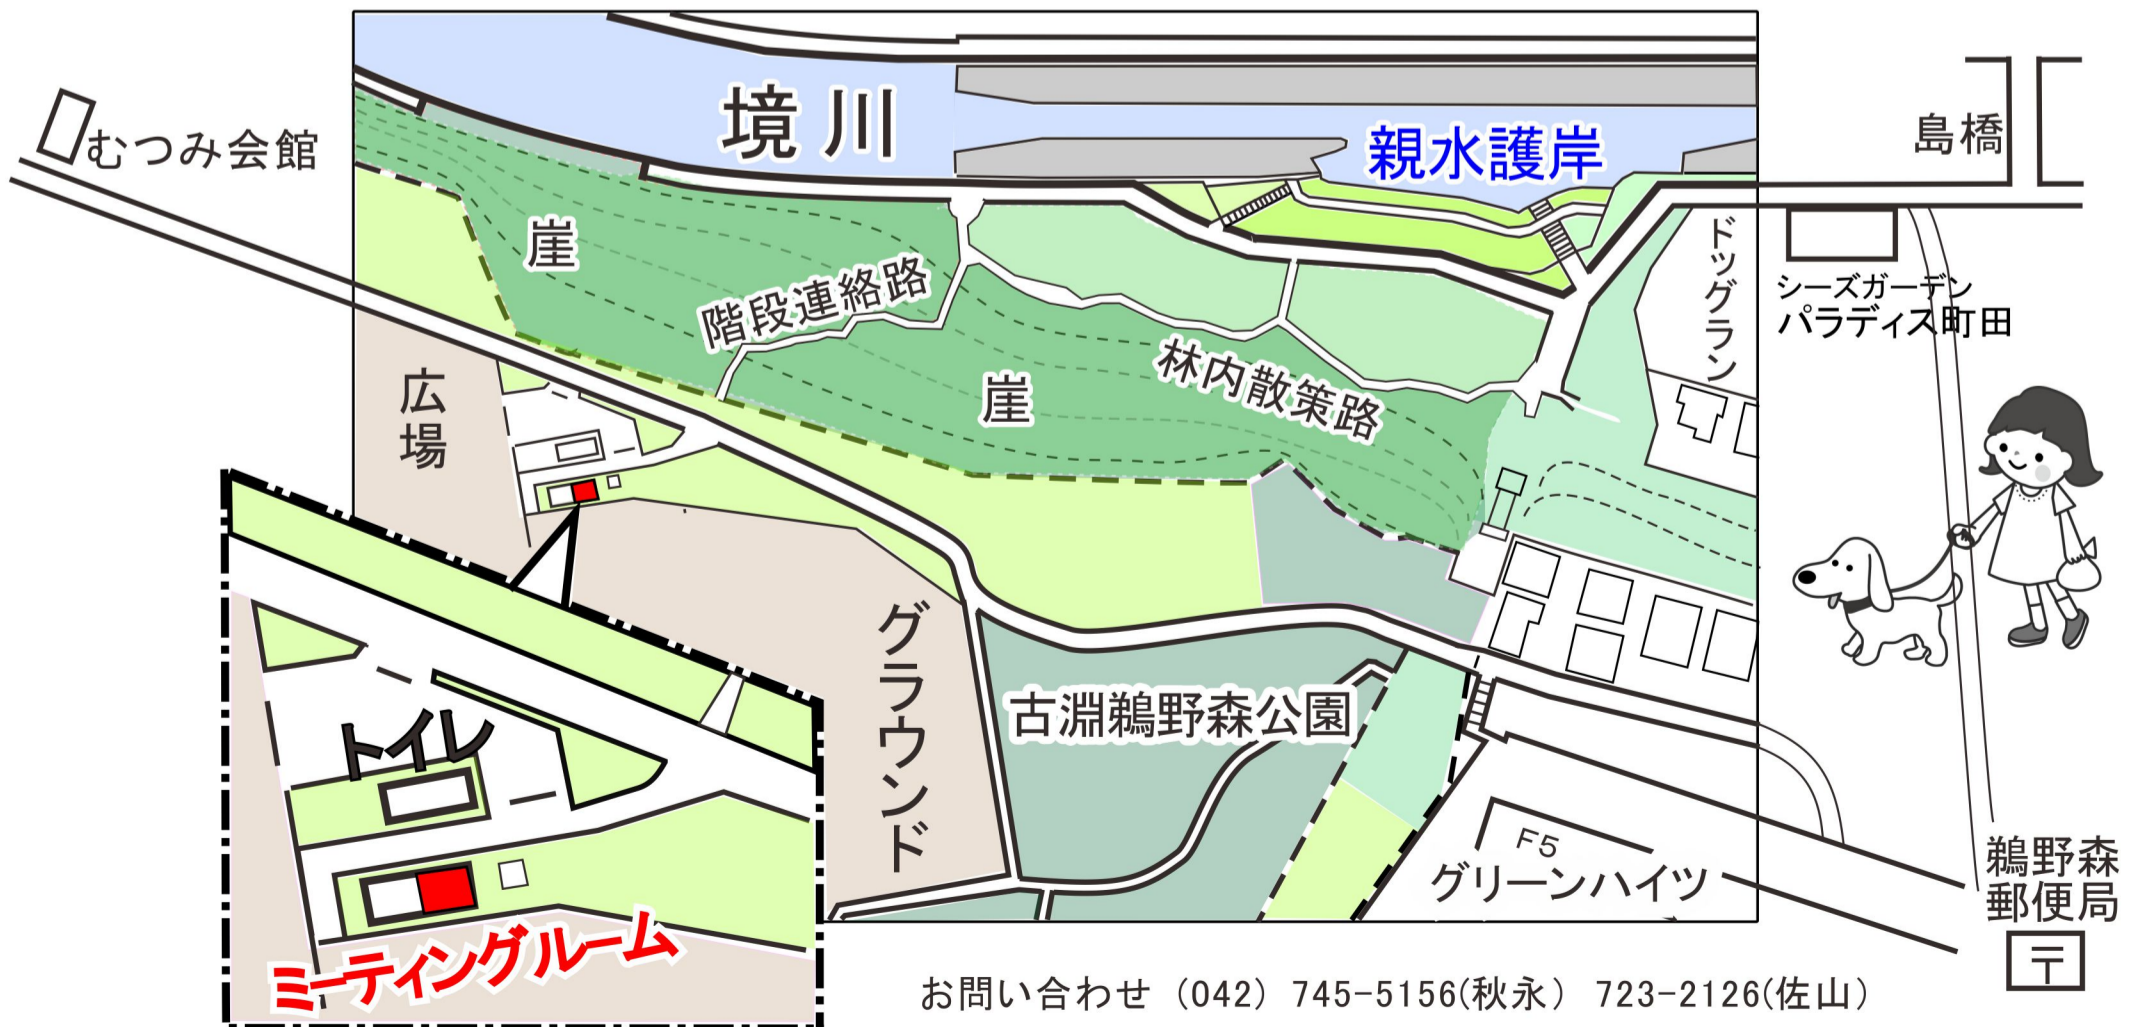 境川
親水護岸
島橋
むつみ会館
崖
階段連絡路
ドッグラン
シーズガーデン
パラディス町田
林内散策路
崖
広場
グラウンド
古淵鵜野森公園
トイレ
ミーティングルーム
F5
グリーンハイツ
鵜野森
郵便局
〒
お問い合わせ (042) 745-5156(秋永) 723-2126(佐山)